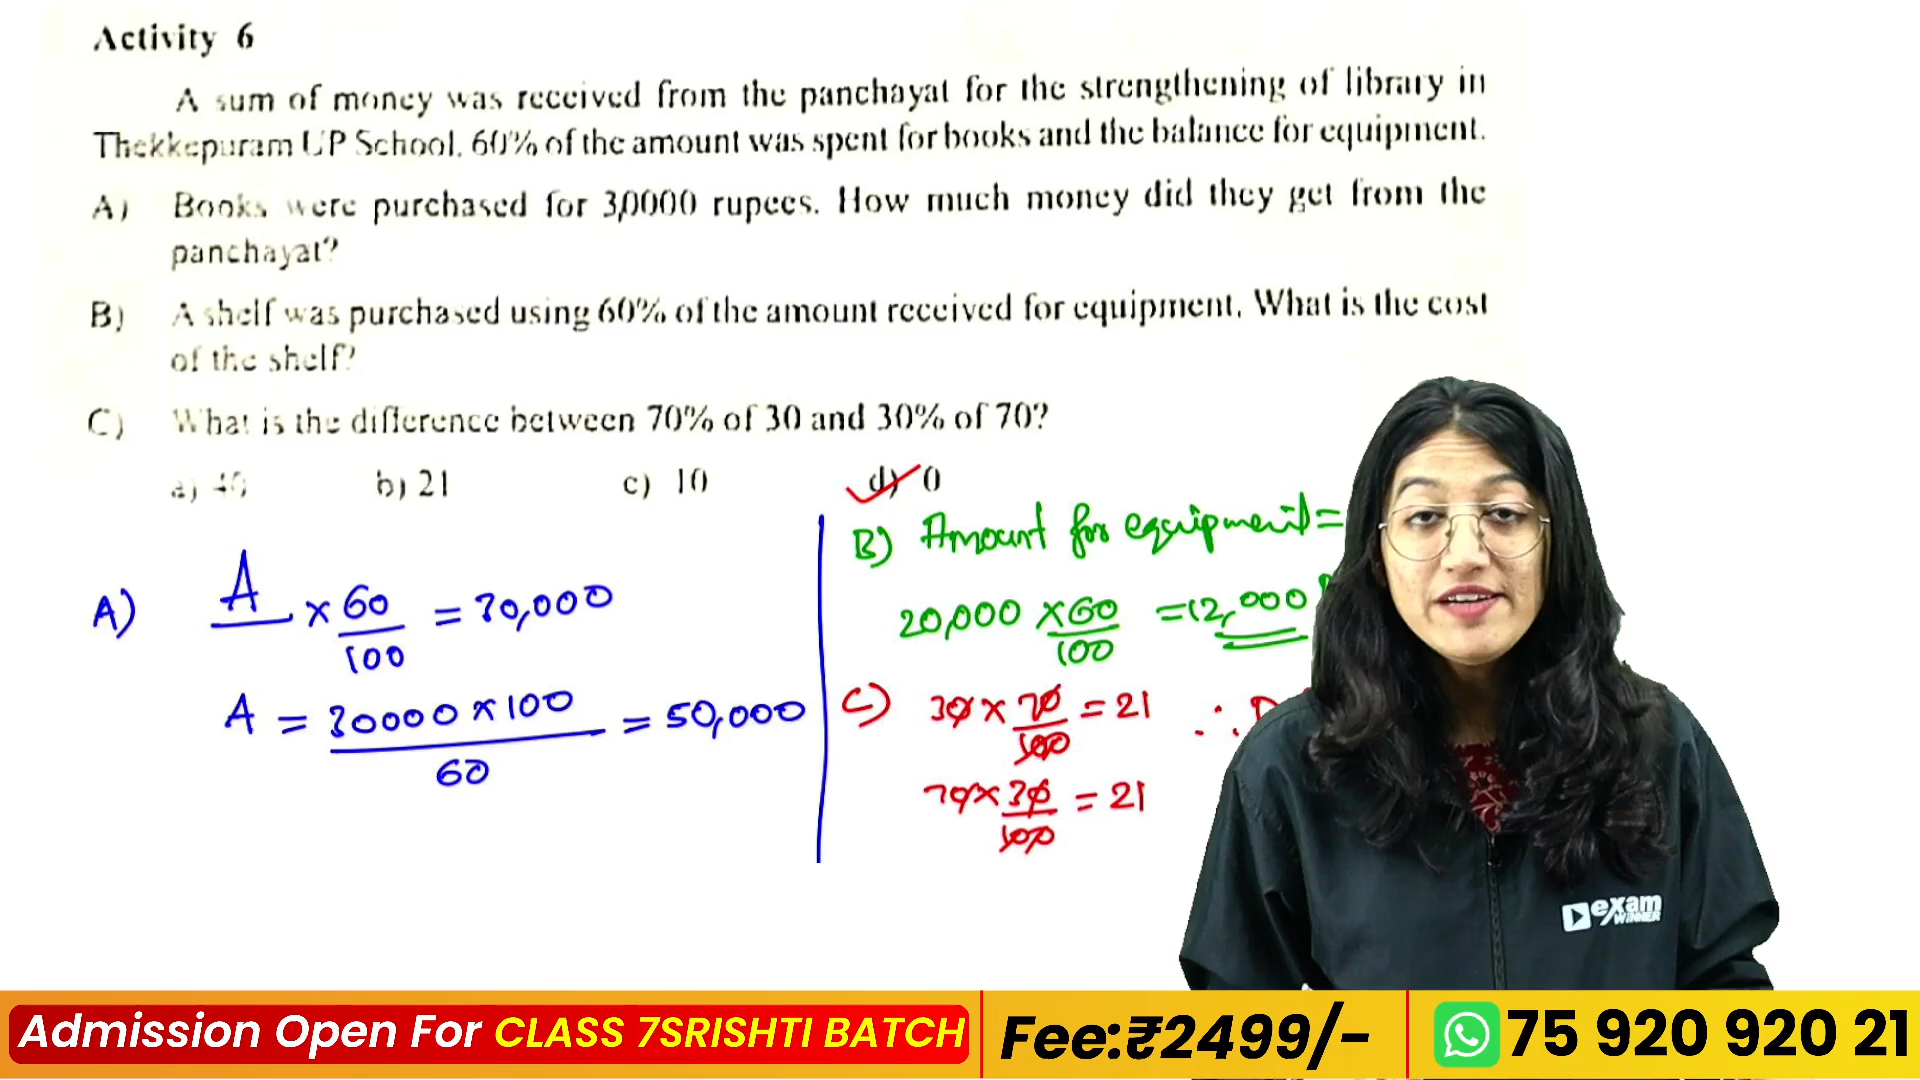 Activity 6
A sum of money was received from the panchayat for the strengthening of library in
Thekkepuram UP School. 60% of the amount was spent for books and the balance for equipment.
A) Books were purchased for 30000 rupees. How much money did they get from the
panchayat?
B) A shelf was purchased using 60% of the amount received for equipment. What is the cost
of the shelf?
C) What is the difference between 70% of 30 and 30% of 70?
a) b) 21 c) 10 d) 0
A) A × 60/100 = 30,000
A = 30000 × 100/60 = 50,000
B) Amount for equipment =
20,000 × 60/100 = 12,000
C) 30 × 70/100 = 21 ∴ D
70 × 30/100 = 21
exam
WINNER
Admission Open For CLASS 7SRISHTI BATCH
Fee:₹2499/-
75 920 920 21